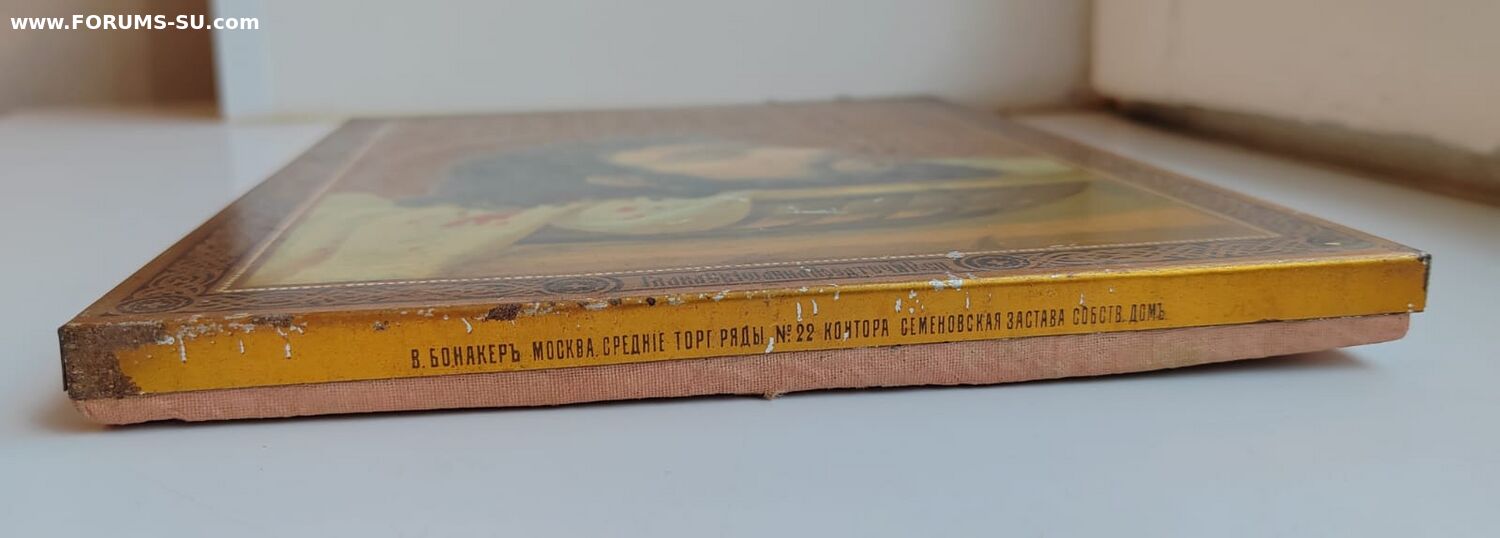 www.FORUMS-SU.com
В. БОНАКЕРЪ МОСКВА. СРЕДНІЕ ТОРГ. РЯДЫ, № 22 КОНТОРА СЕМЕНОВСКАЯ ЗАСТАВА СОБСТВ. ДОМЪ